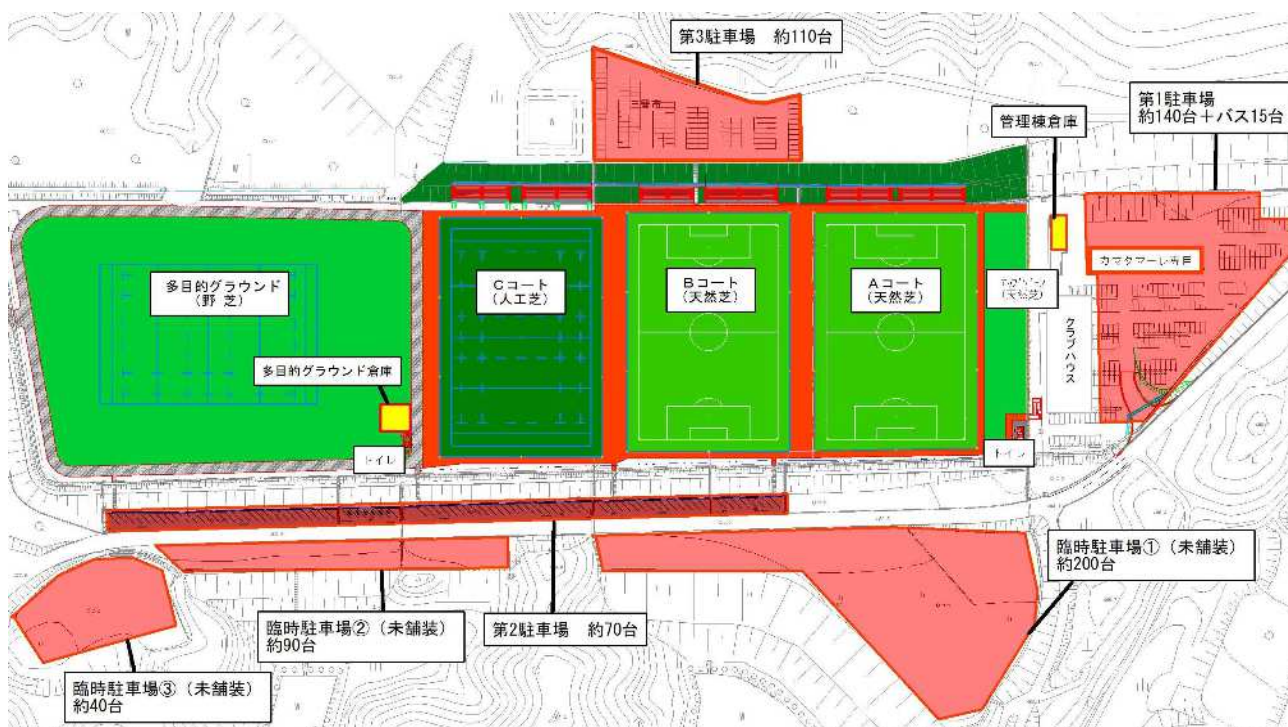 第3駐車場 約110台
第1駐車場
約140台+バス15台
管理棟倉庫
多目的グラウンド
(野芝)
Cコート
(人工芝)
Bコート
(天然芝)
Aコート
(天然芝)
(天然芝)
クラブハウス
多目的グラウンド倉庫
トイレ
トイレ
臨時駐車場①(未舗装)
約200台
臨時駐車場②(未舗装)
約90台
第2駐車場 約70台
臨時駐車場③(未舗装)
約40台